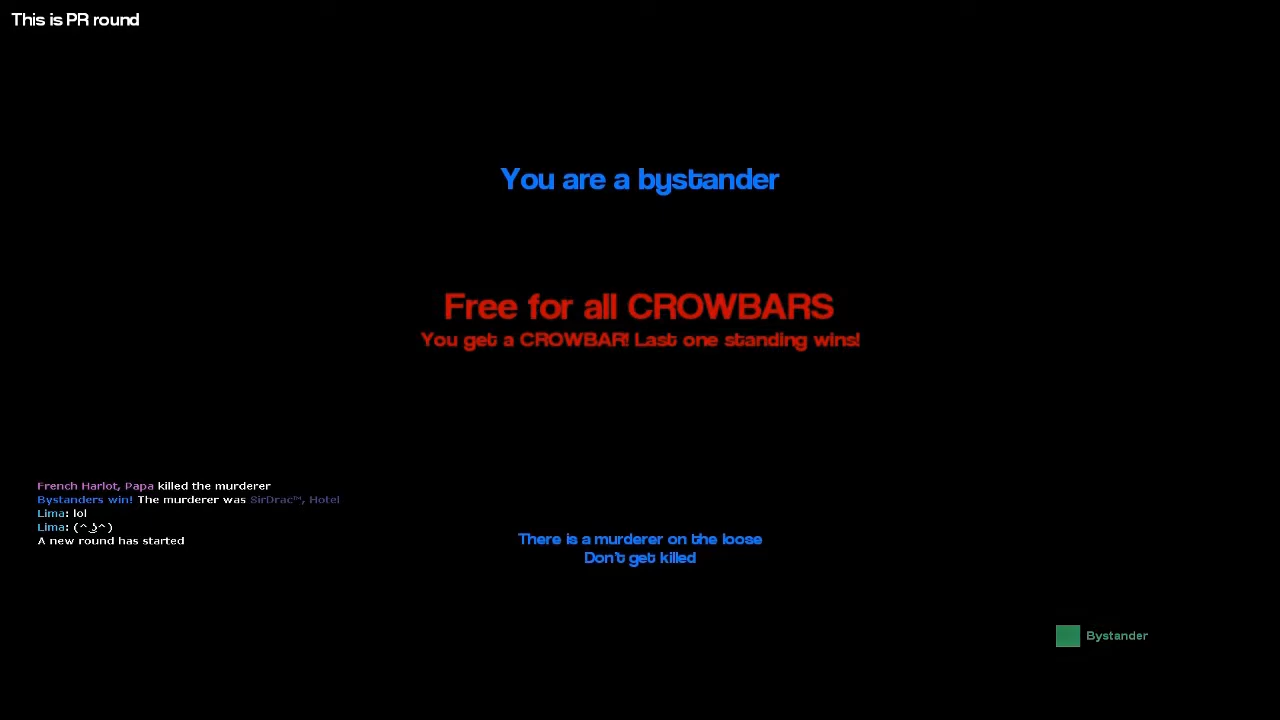 This is PR round
You are a bystander
Free for all CROWBARS
You get a CROWBAR! Last one standing wins!
French Harlot, Papa killed the murderer
Bystanders win! The murderer was SirDrac™, Hotel
Lima: lol
Lima: (^ ͜ʖ^)
A new round has started
There is a murderer on the loose
Don't get killed
Bystander